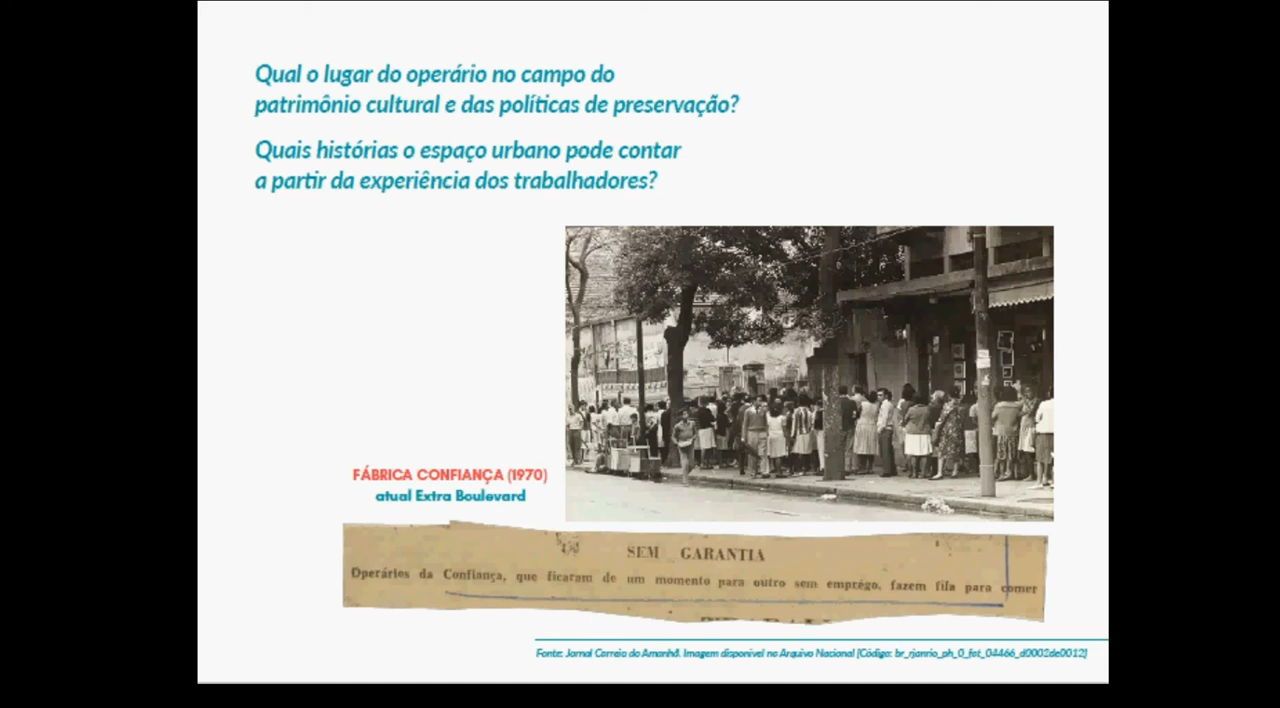 Qual o lugar do operário no campo do
patrimônio cultural e das políticas de preservação?
Quais histórias o espaço urbano pode contar
a partir da experiência dos trabalhadores?
FÁBRICA CONFIANÇA (1970)
atual Extra Boulevard
SEM GARANTIA
Operáries da Confiança, que ficaram de um momento para outro sem emprêgo, fazem fila para comer
Fonte: Jornal Correio da Amanhã. Imagem disponível no Arquivo Nacional [Código: br_rjanrio_ph_0_fot_04466_d0002de0012]